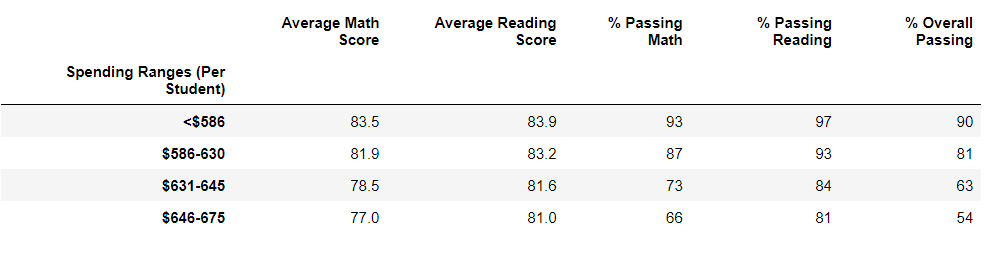 Average Math Score Average Reading Score % Passing Math % Passing Reading % Overall Passing
Spending Ranges (Per Student)
<$586 83.5 83.9 93 97 90
$586-630 81.9 83.2 87 93 81
$631-645 78.5 81.6 73 84 63
$646-675 77.0 81.0 66 81 54